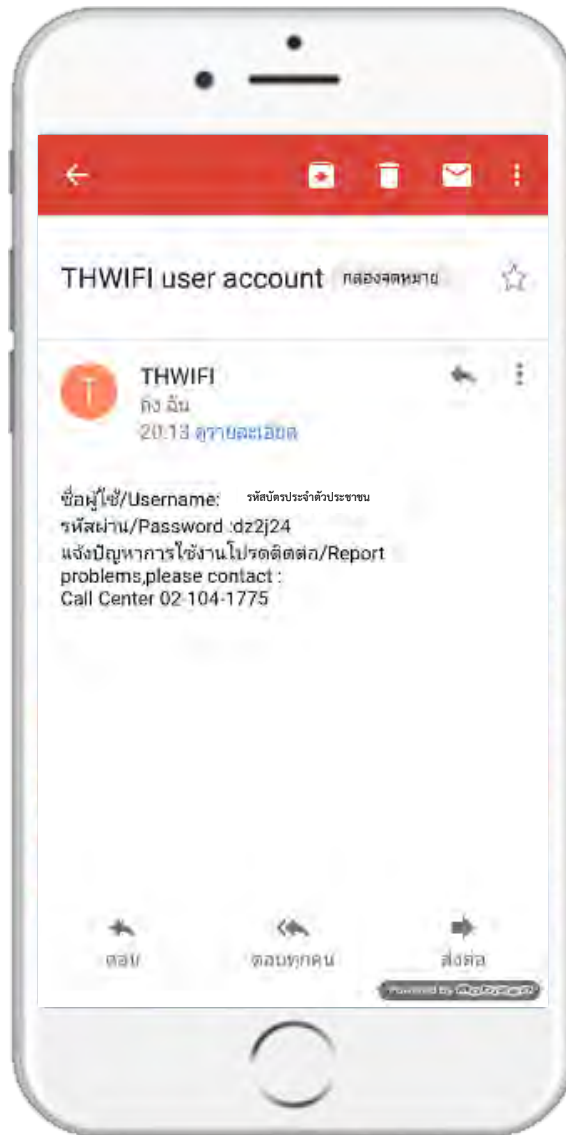 THWIFI user account กล่องจดหมาย
T THWIFI
ถึง ฉัน
20:13 ดูรายละเอียด
ชื่อผู้ใช้/Username: รหัสบัตรประจำตัวประชาชน
รหัสผ่าน/Password :dz2j24
แจ้งปัญหาการใช้งานโปรดติดต่อ/Report
problems,please contact :
Call Center 02-104-1775
ตอบ ตอบทุกคน ส่งต่อ
Powered by